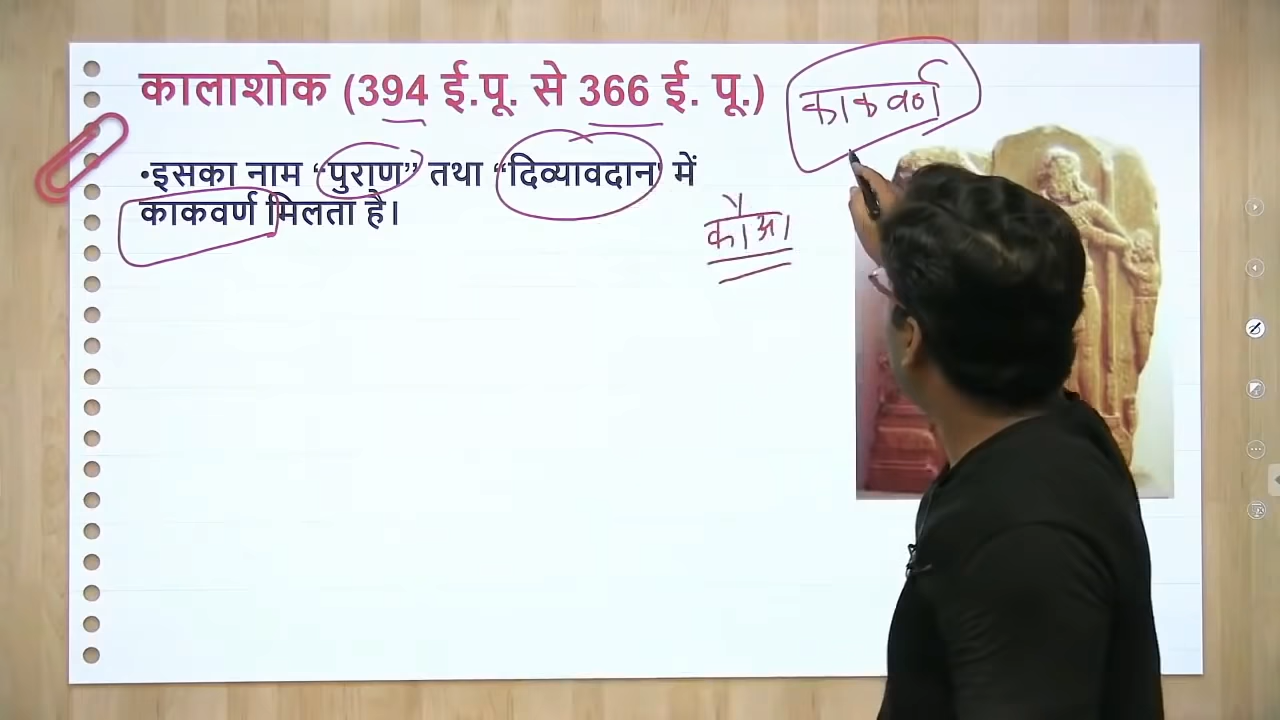 कालाशोक (394 ई.पू. से 366 ई. पू.)
काकवर्ण
•इसका नाम “पुराण” तथा “दिव्यावदान' में
काकवर्ण मिलता है।
कौआ